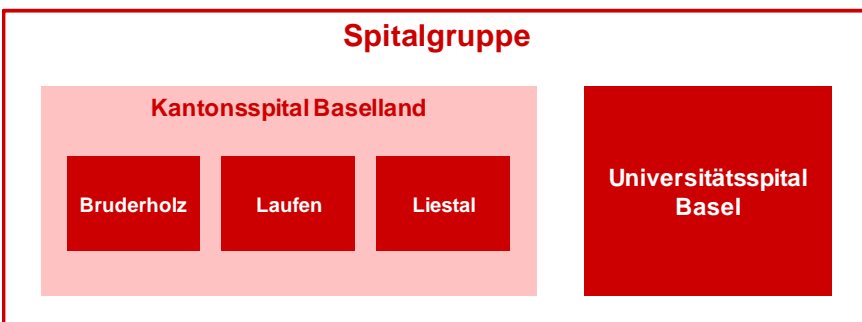 Spitalgruppe
Kantonsspital Baselland
Bruderholz
Laufen
Liestal
Universitätsspital
Basel